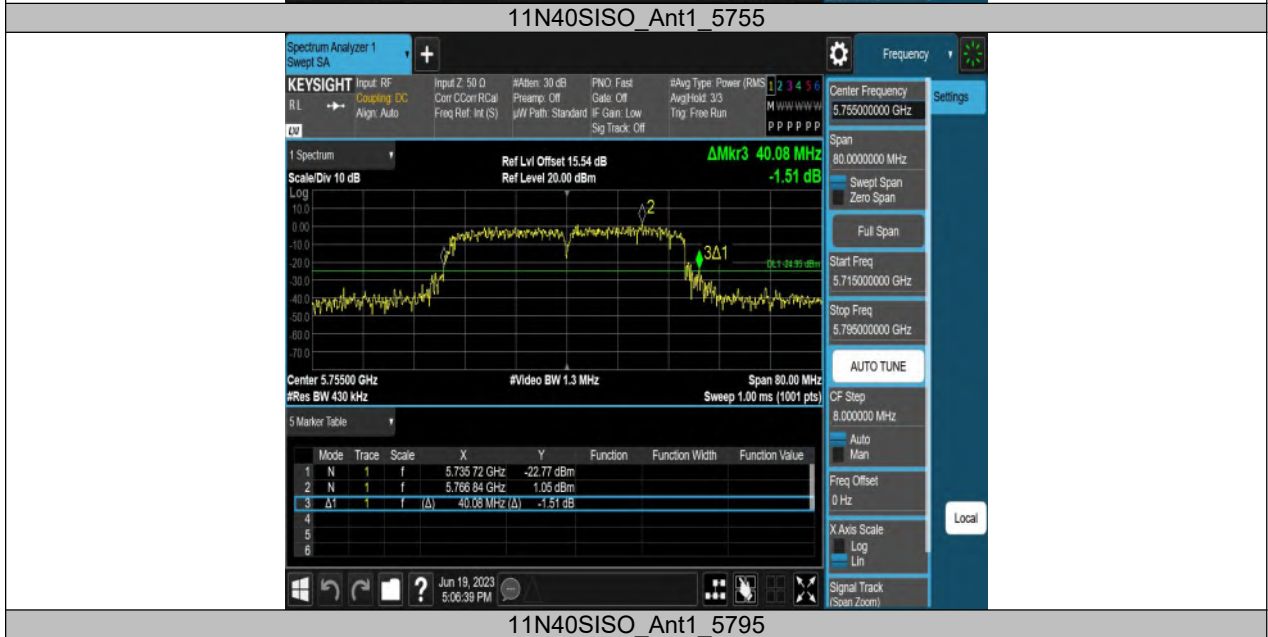 11N40SISO_Ant1_5755
Spectrum Analyzer 1
Swept SA
+
Frequency
KEYSIGHT
Input: RF
Coupling: DC
Align: Auto
RL
LXI
Input Z: 50 Ω
Corr CCorr RCal
Freq Ref: Int (S)
#Atten: 30 dB
Preamp: Off
µW Path: Standard
PNO: Fast
Gate: Off
IF Gain: Low
Sig Track: Off
#Avg Type: Power (RMS
Avg|Hold: 3/3
Trig: Free Run
1 2 3 4 5 6
M W W W W W
P P P P P P
Center Frequency
5.755000000 GHz
Settings
1 Spectrum
Scale/Div 10 dB
Ref Lvl Offset 15.54 dB
Ref Level 20.00 dBm
ΔMkr3 40.08 MHz
-1.51 dB
Span
80.0000000 MHz
Swept Span
Zero Span
Full Span
Start Freq
5.715000000 GHz
Stop Freq
5.795000000 GHz
AUTO TUNE
CF Step
8.000000 MHz
Auto
Man
Freq Offset
0 Hz
X Axis Scale
Log
Lin
Signal Track
(Span Zoom)
Local
Log
10.0
0.00
-10.0
-20.0
-30.0
-40.0
-50.0
-60.0
-70.0
2
3Δ1
DL1 -24.95 dBm
Center 5.75500 GHz
#Res BW 430 kHz
#Video BW 1.3 MHz
Span 80.00 MHz
Sweep 1.00 ms (1001 pts)
5 Marker Table
Mode Trace Scale X Y Function Function Width Function Value
1 N 1 f 5.735 72 GHz -22.77 dBm
2 N 1 f 5.766 84 GHz 1.05 dBm
3 Δ1 1 f (Δ) 40.08 MHz (Δ) -1.51 dB
4
5
6
?
Jun 19, 2023
5:06:39 PM
11N40SISO_Ant1_5795